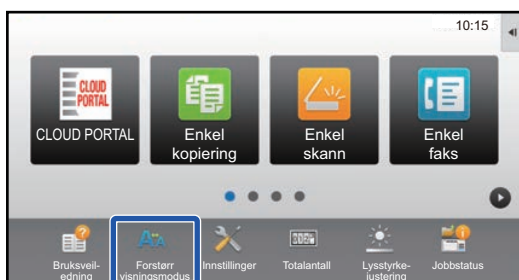 10:15
CLOUD
PORTAL
CLOUD PORTAL
Enkel
kopiering
Enkel
skann
Enkel
faks
Bruksveil-
edning
Forstørr
visningsmodus
Innstillinger
Totalantall
Lysstyrke-
justering
Jobbstatus